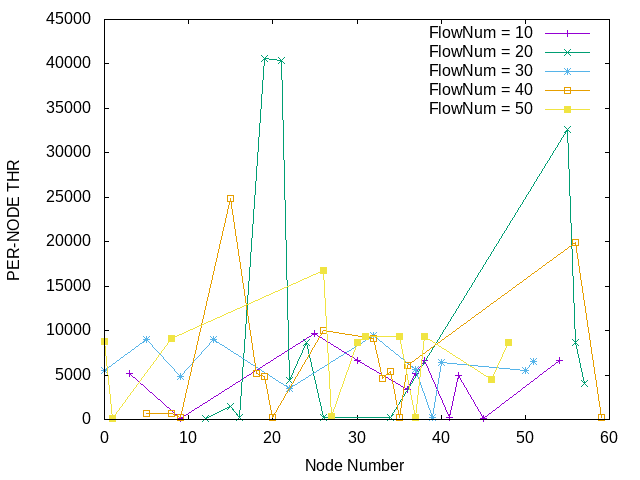 45000
40000
35000
30000
25000
20000
15000
10000
5000
0
PER-NODE THR
FlowNum = 10
FlowNum = 20
FlowNum = 30
FlowNum = 40
FlowNum = 50
0 10 20 30 40 50 60
Node Number